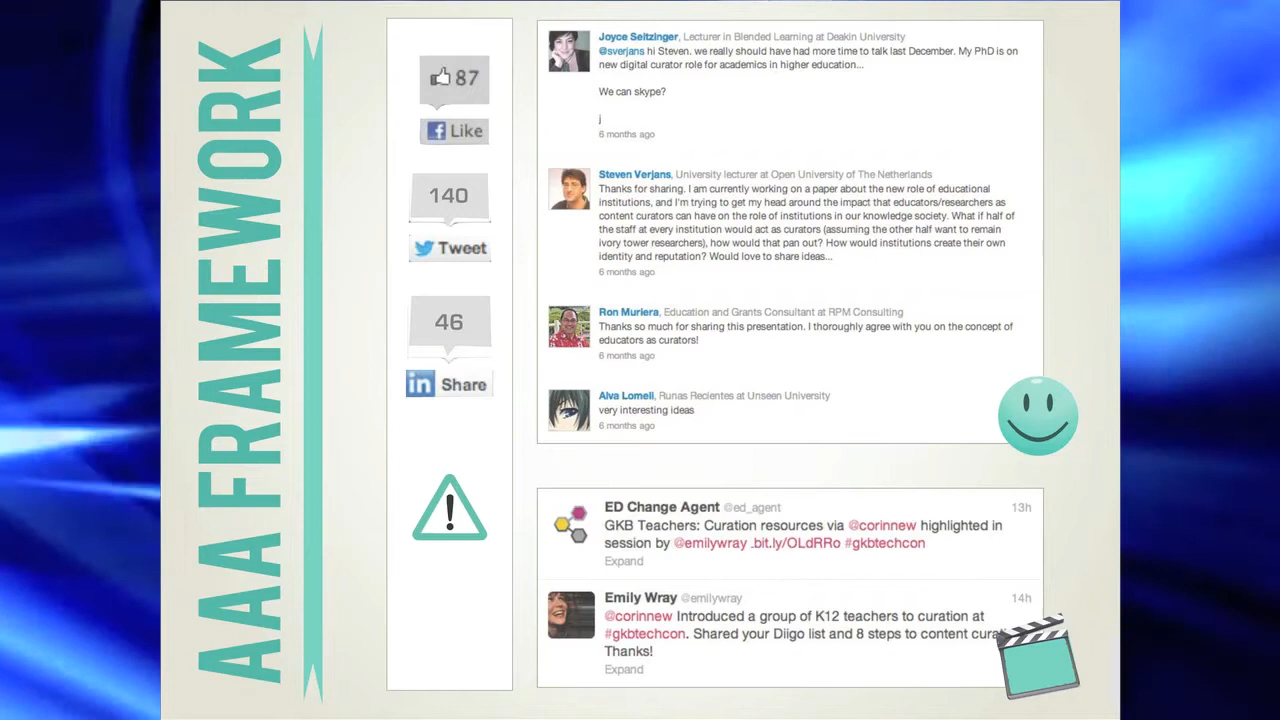 AAA FRAMEWORK
87
Like
140
Tweet
46
in Share
Joyce Seitzinger, Lecturer in Blended Learning at Deakin University
@sverjans hi Steven. we really should have had more time to talk last December. My PhD is on
new digital curator role for academics in higher education...
We can skype?
j
6 months ago
Steven Verjans, University lecturer at Open University of The Netherlands
Thanks for sharing. I am currently working on a paper about the new role of educational
institutions, and I'm trying to get my head around the impact that educators/researchers as
content curators can have on the role of institutions in our knowledge society. What if half of
the staff at every institution would act as curators (assuming the other half want to remain
ivory tower researchers), how would that pan out? How would institutions create their own
identity and reputation? Would love to share ideas...
6 months ago
Ron Muriera, Education and Grants Consultant at RPM Consulting
Thanks so much for sharing this presentation. I thoroughly agree with you on the concept of
educators as curators!
6 months ago
Alva Lomeli, Runas Recientes at Unseen University
very interesting ideas
6 months ago
ED Change Agent @ed_agent 13h
GKB Teachers: Curation resources via @corinnew highlighted in
session by @emilywray .bit.ly/OLdRRo #gkbtechcon
Expand
Emily Wray @emilywray 14h
@corinnew Introduced a group of K12 teachers to curation at
#gkbtechcon. Shared your Diigo list and 8 steps to content
Thanks!
Expand